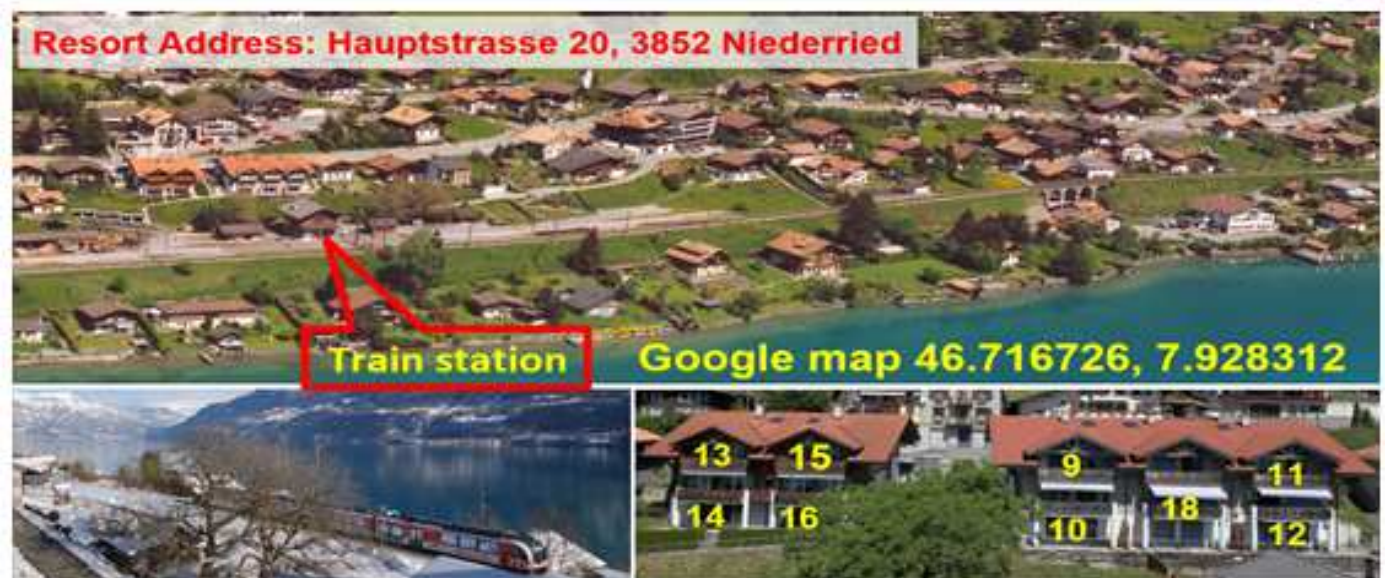 Resort Address: Hauptstrasse 20, 3852 Niederried
Train station
Google map 46.716726, 7.928312
13 15
14 16
9 11
18
10 12